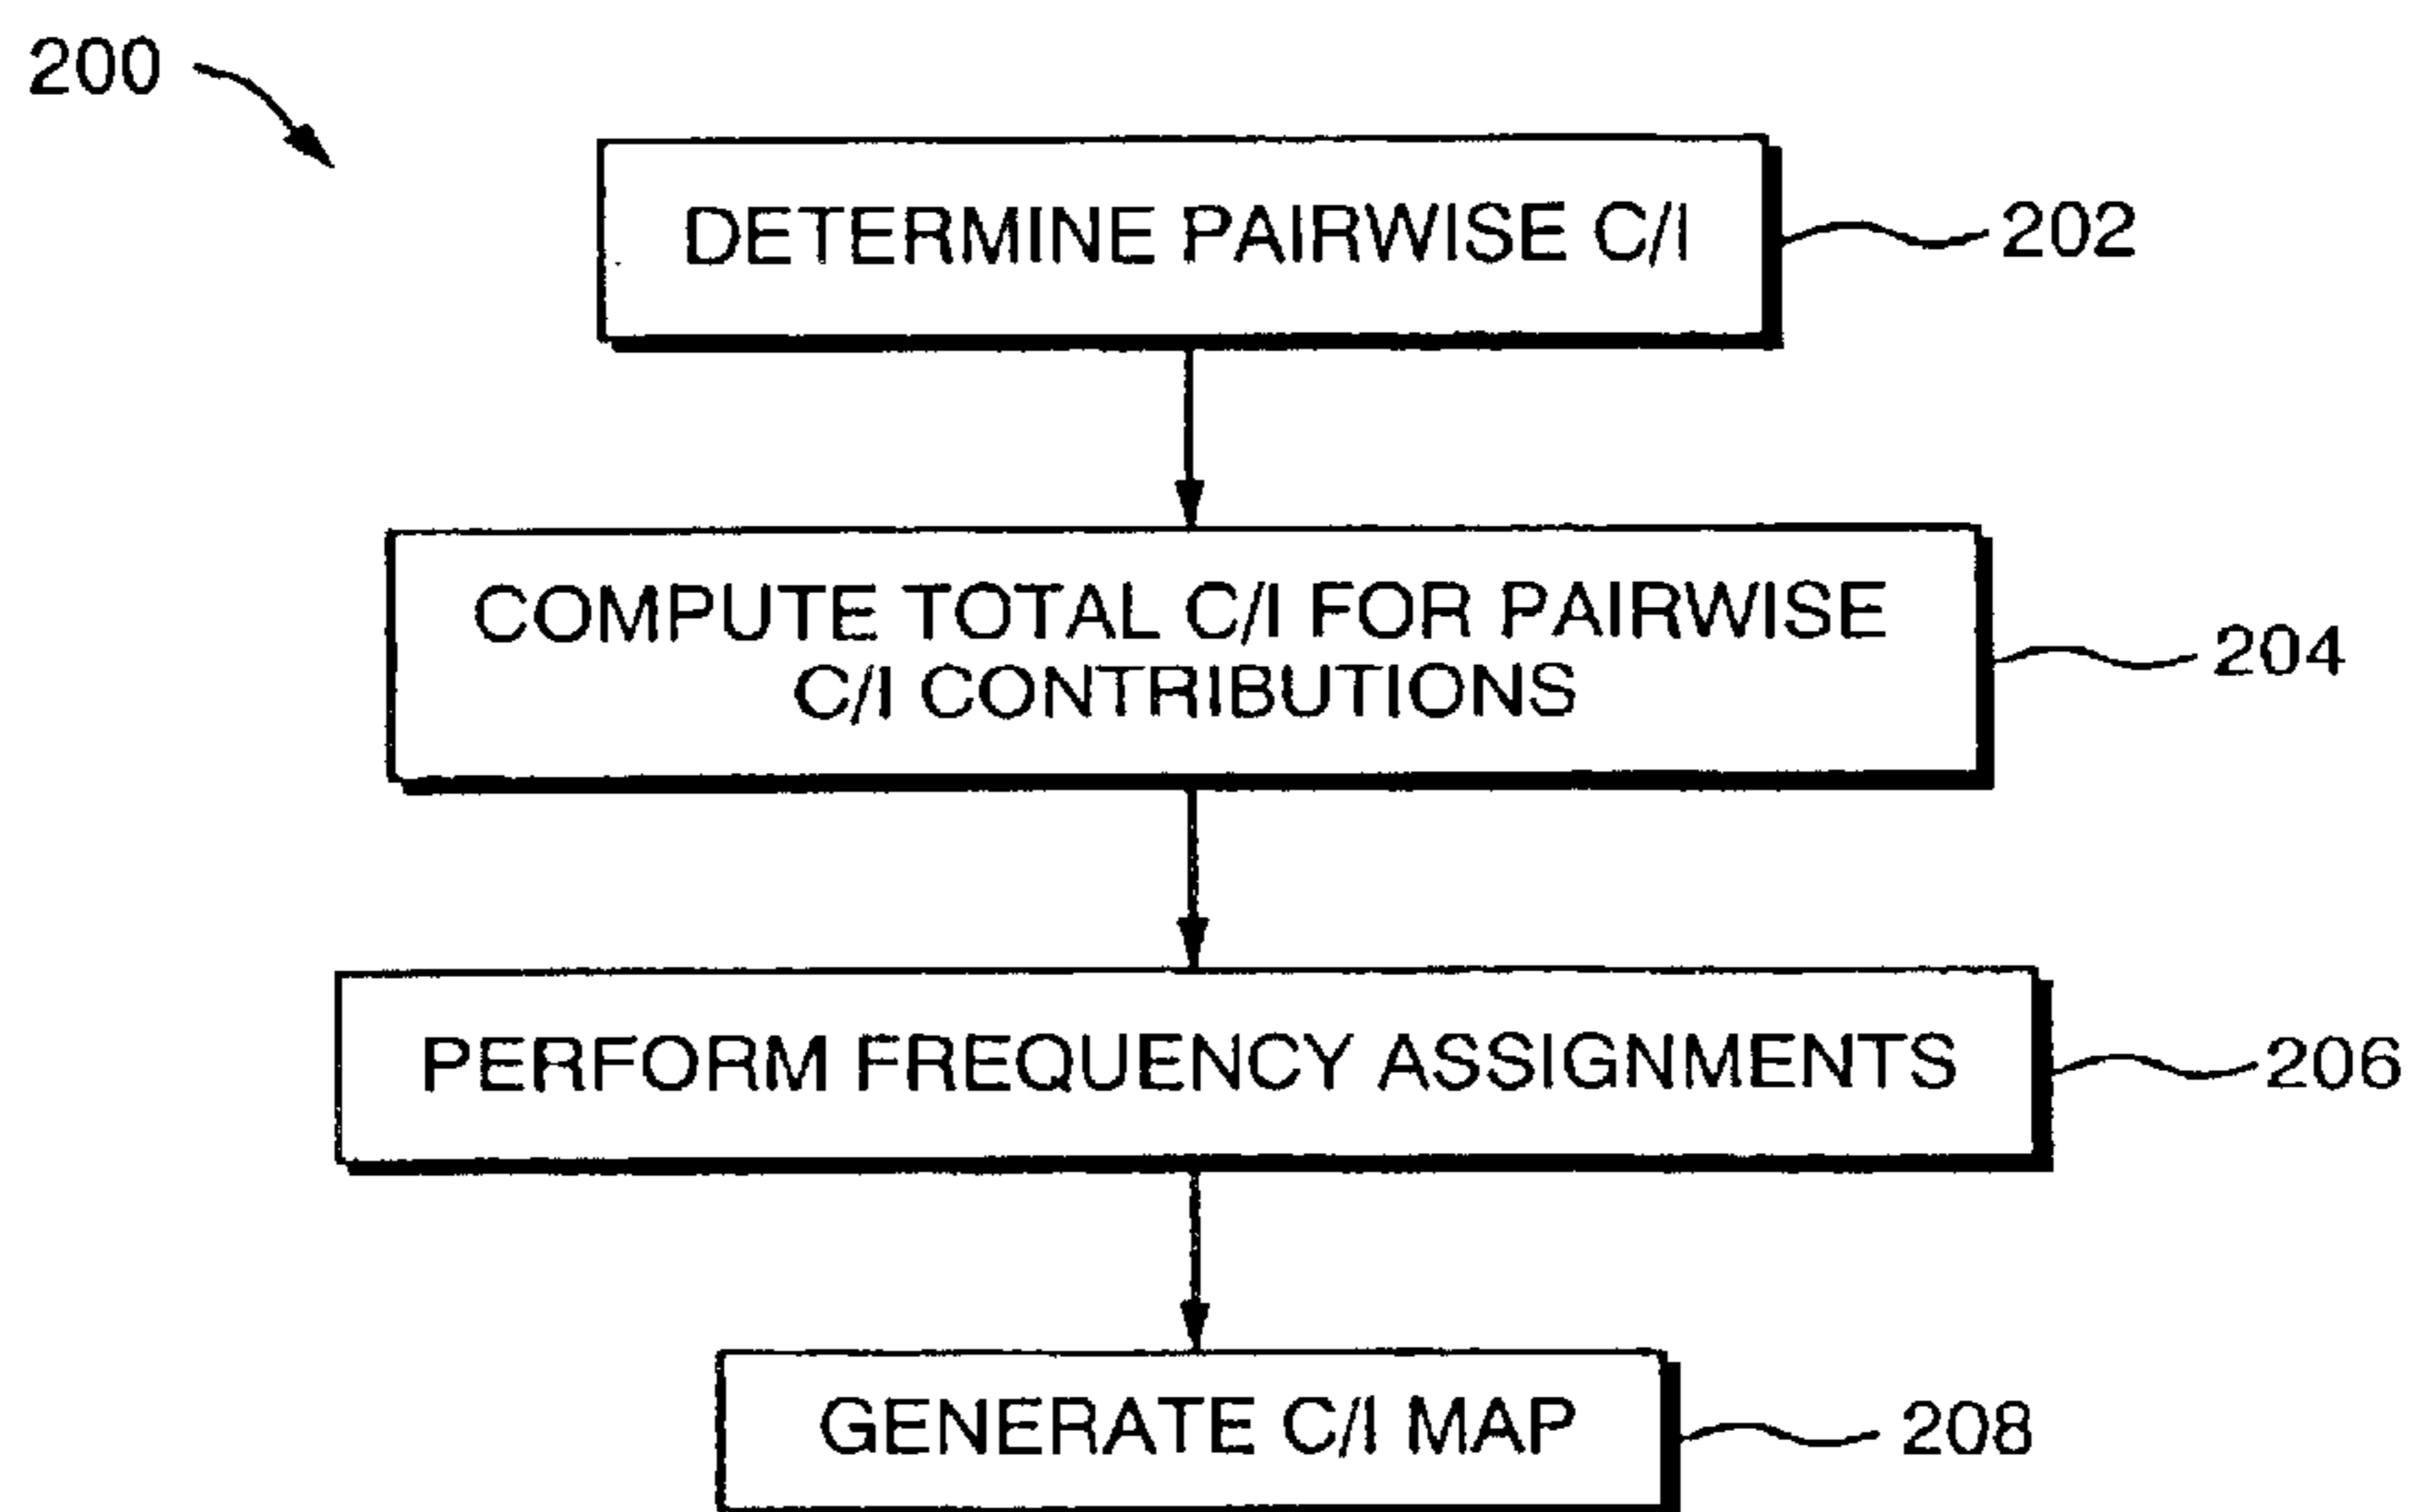 200
DETERMINE PAIRWISE C/I
202
COMPUTE TOTAL C/I FOR PAIRWISE
C/I CONTRIBUTIONS
204
PERFORM FREQUENCY ASSIGNMENTS
206
GENERATE C/I MAP
208